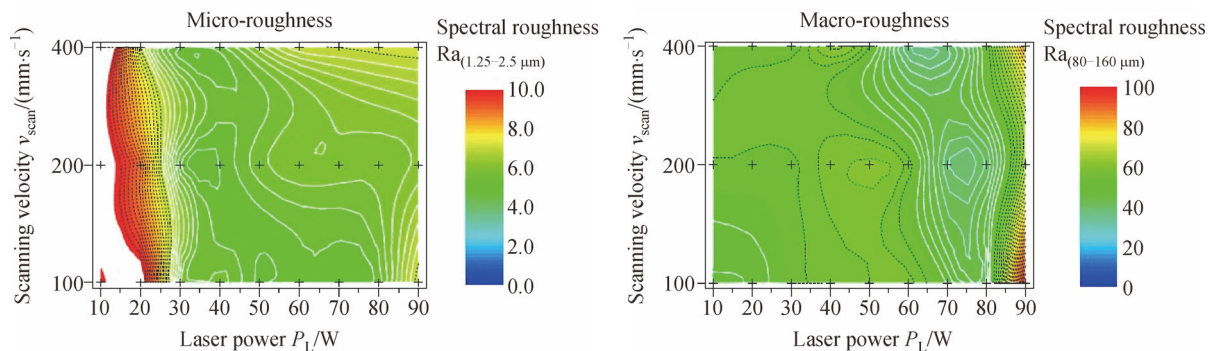 Micro-roughness
Scanning velocity vscan/(mm·s−1)
400
200
100
10 20 30 40 50 60 70 80 90
Laser power PL/W
Spectral roughness
Ra(1.25−2.5 μm)
10.0
8.0
6.0
4.0
2.0
0.0
Macro-roughness
Scanning velocity vscan/(mm·s−1)
400
200
100
10 20 30 40 50 60 70 80 90
Laser power PL/W
Spectral roughness
Ra(80−160 μm)
100
80
60
40
20
0